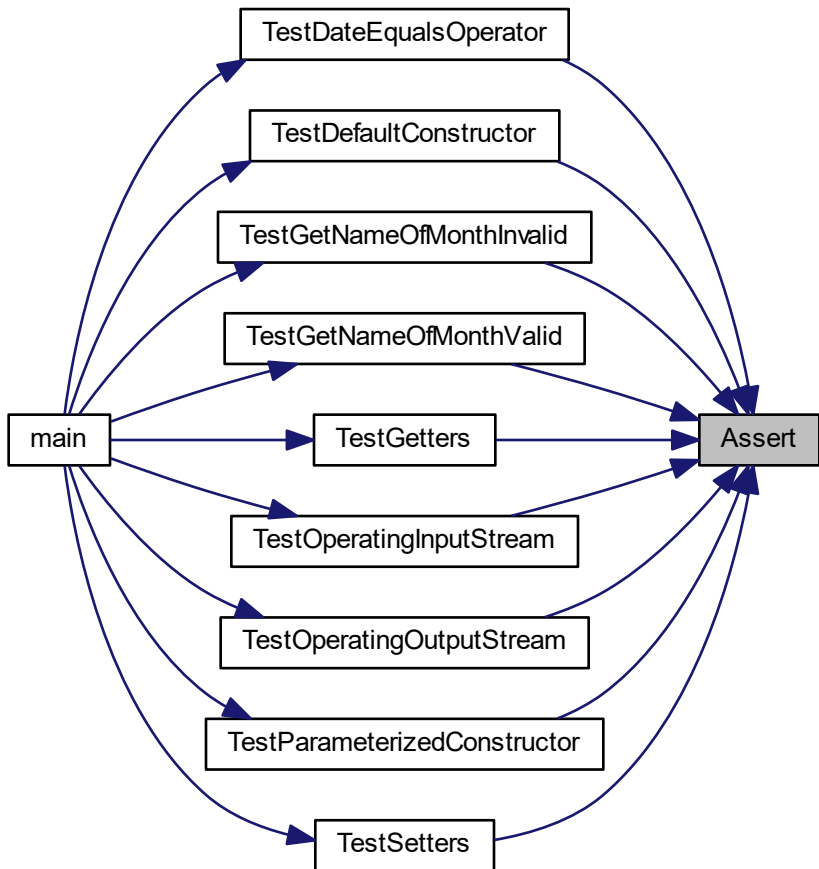 TestDateEqualsOperator
TestDefaultConstructor
TestGetNameOfMonthInvalid
TestGetNameOfMonthValid
main
TestGetters
Assert
TestOperatingInputStream
TestOperatingOutputStream
TestParameterizedConstructor
TestSetters